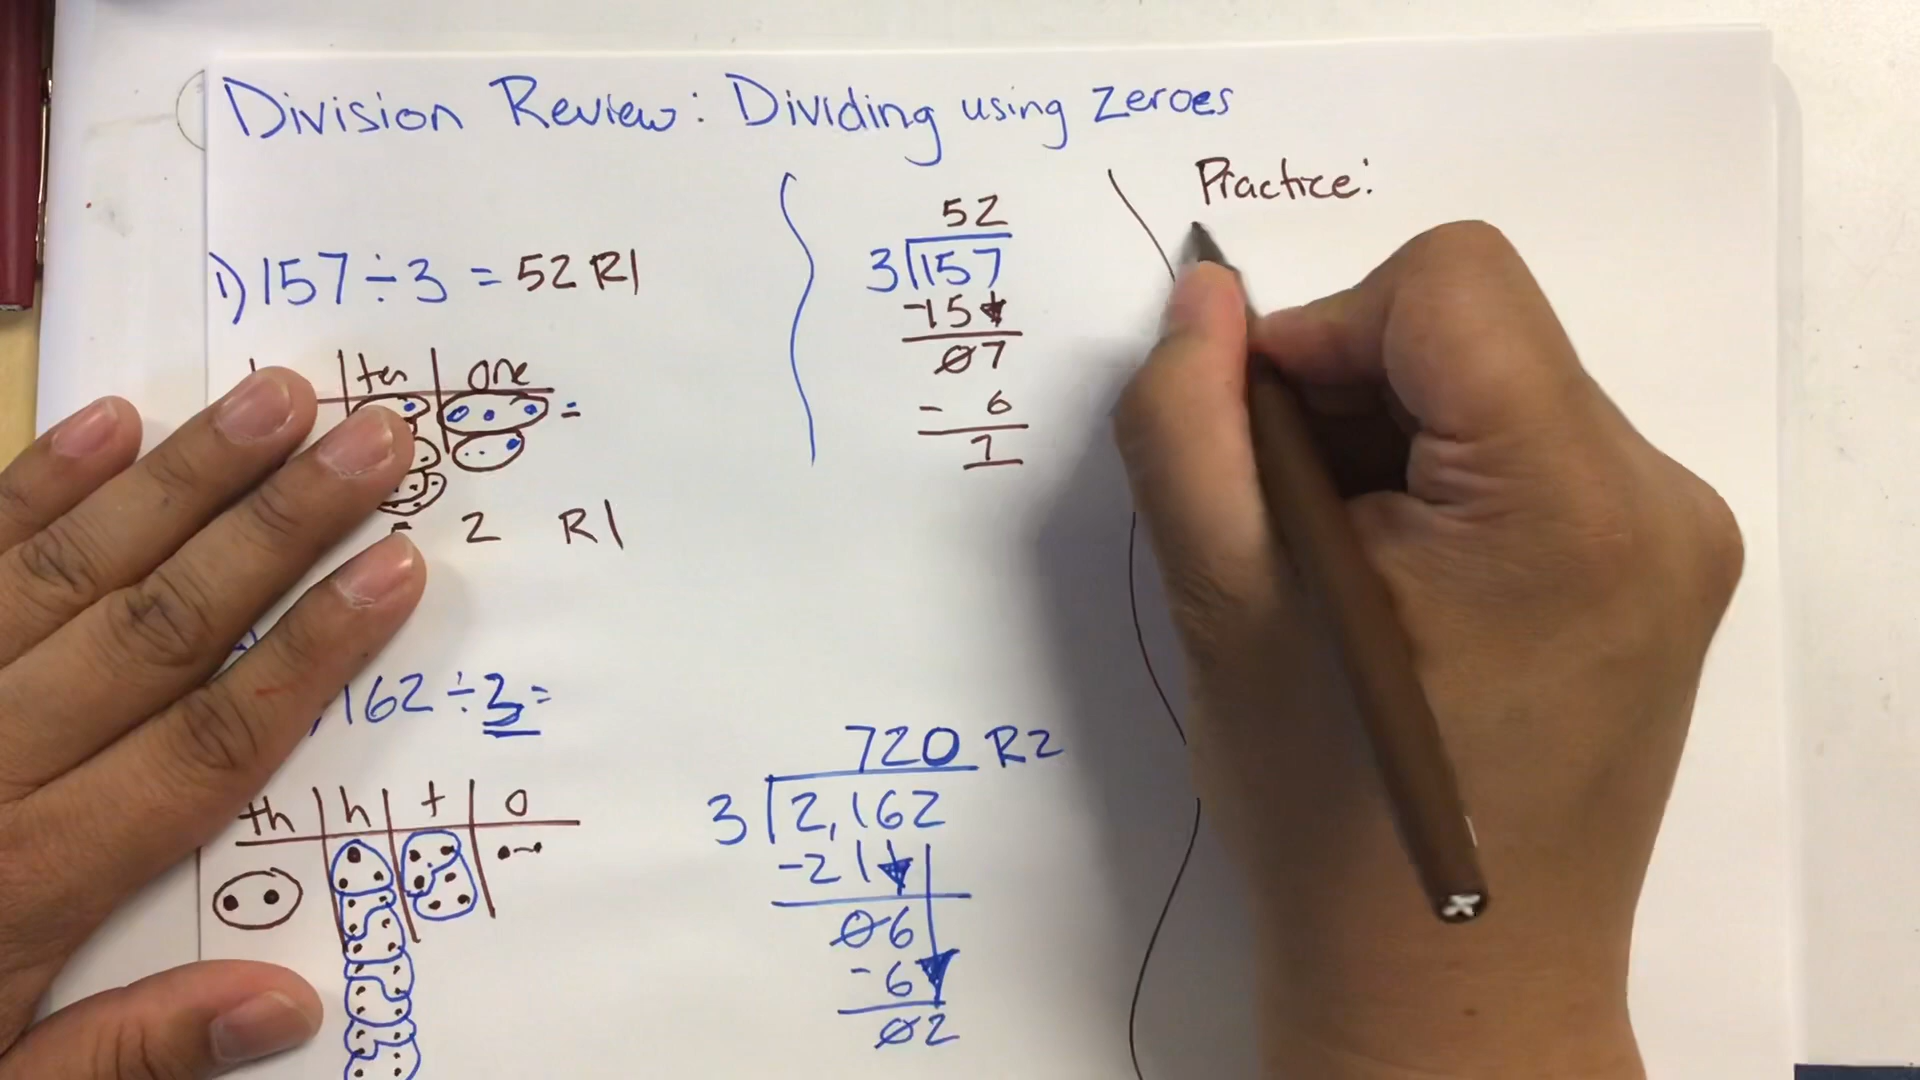 Division Review: Dividing using zeroes
1) 157 ÷ 3 = 52 R1
ten one
=
2 R1
52
3 157
-15
07
- 6
1
Practice:
162 ÷ 3 =
th h t o
720 R2
3 2,162
-21
06
-6
02